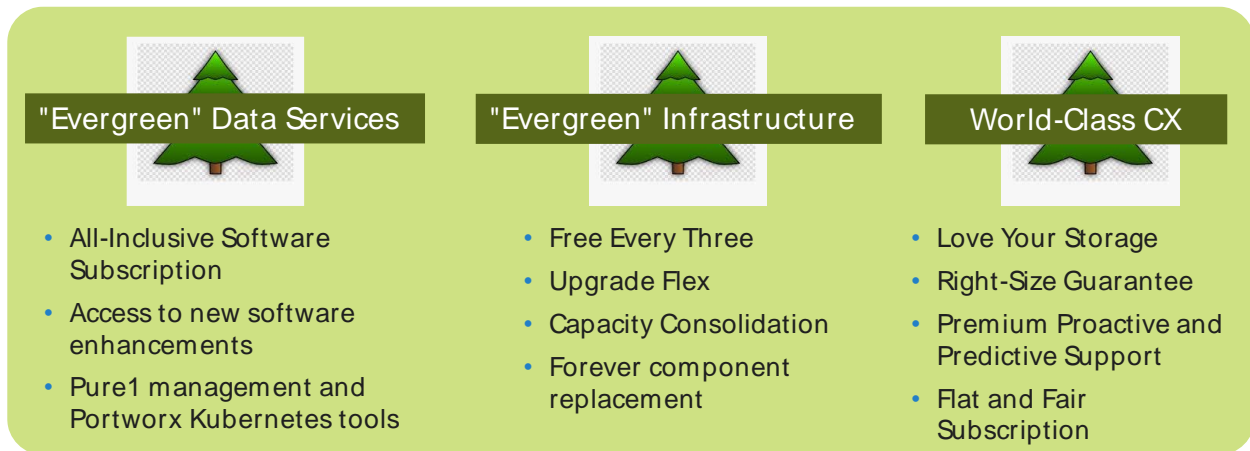 "Evergreen" Data Services
• All-Inclusive Software
Subscription
• Access to new software
enhancements
• Pure1 management and
Portworx Kubernetes tools
"Evergreen" Infrastructure
• Free Every Three
• Upgrade Flex
• Capacity Consolidation
• Forever component
replacement
World-Class CX
• Love Your Storage
• Right-Size Guarantee
• Premium Proactive and
Predictive Support
• Flat and Fair
Subscription